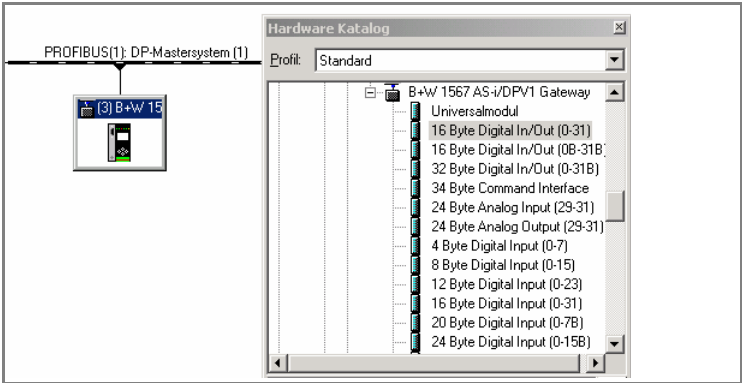 PROFIBUS(1): DP-Mastersystem (1)
(3) B+W 15
Hardware Katalog
Profil: Standard
B+W 1567 AS-i/DPV1 Gateway
Universalmodul
16 Byte Digital In/Out (0-31)
16 Byte Digital In/Out (0B-31B)
32 Byte Digital In/Out (0-31B)
34 Byte Command Interface
24 Byte Analog Input (29-31)
24 Byte Analog Output (29-31)
4 Byte Digital Input (0-7)
8 Byte Digital Input (0-15)
12 Byte Digital Input (0-23)
16 Byte Digital Input (0-31)
20 Byte Digital Input (0-7B)
24 Byte Digital Input (0-15B)